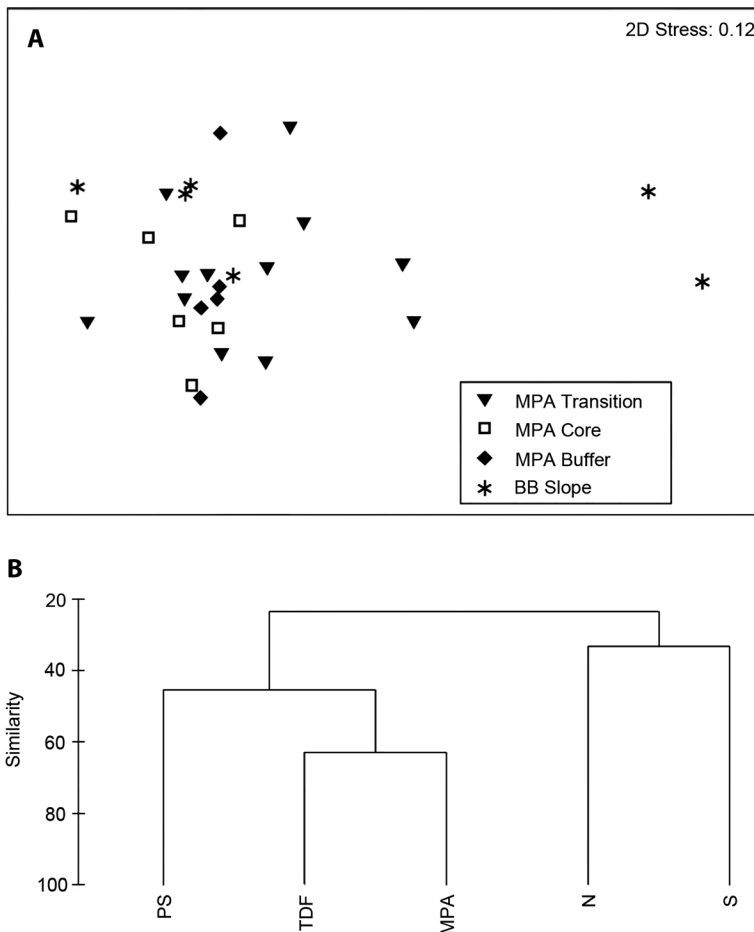 A
2D Stress: 0.12
MPA Transition
MPA Core
MPA Buffer
BB Slope
B
Similarity
20
40
60
80
100
PS
TDF
MPA
N
S